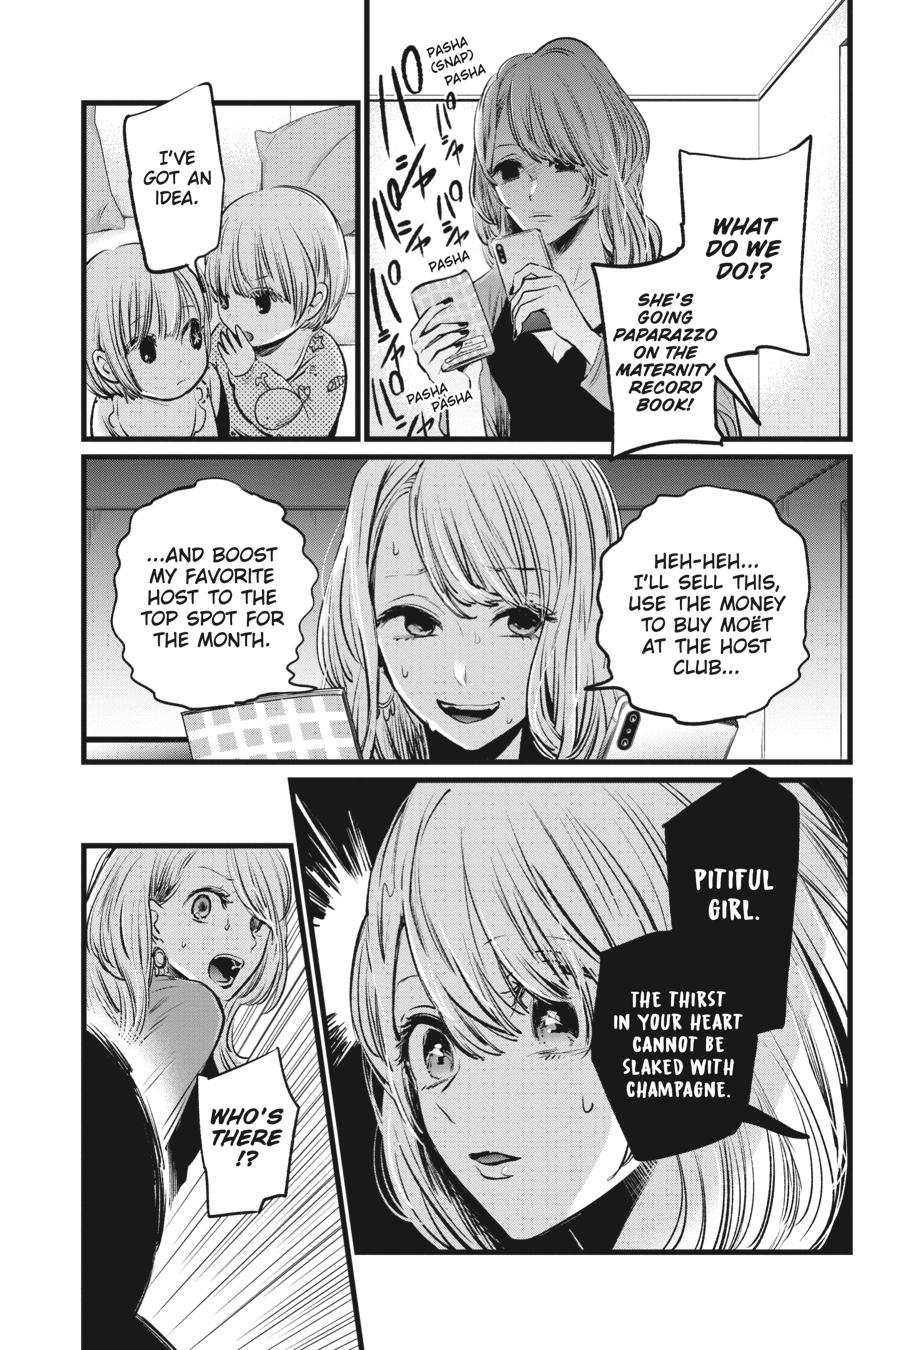 PASHA
(SNAP)
PASHA
ﾊﾟｼｬ
WHAT
DO WE
DO!?
SHE'S
GOING
PAPARAZZO
ON THE
MATERNITY
RECORD
BOOK!
PASHA
PASHA
PASHA
I'VE
GOT AN
IDEA.
HEH-HEH...
I'LL SELL THIS,
USE THE MONEY
TO BUY MOËT
AT THE HOST
CLUB...
...AND BOOST
MY FAVORITE
HOST TO THE
TOP SPOT FOR
THE MONTH.
PITIFUL
GIRL.
THE THIRST
IN YOUR HEART
CANNOT BE
SLAKED WITH
CHAMPAGNE.
WHO'S
THERE
!?